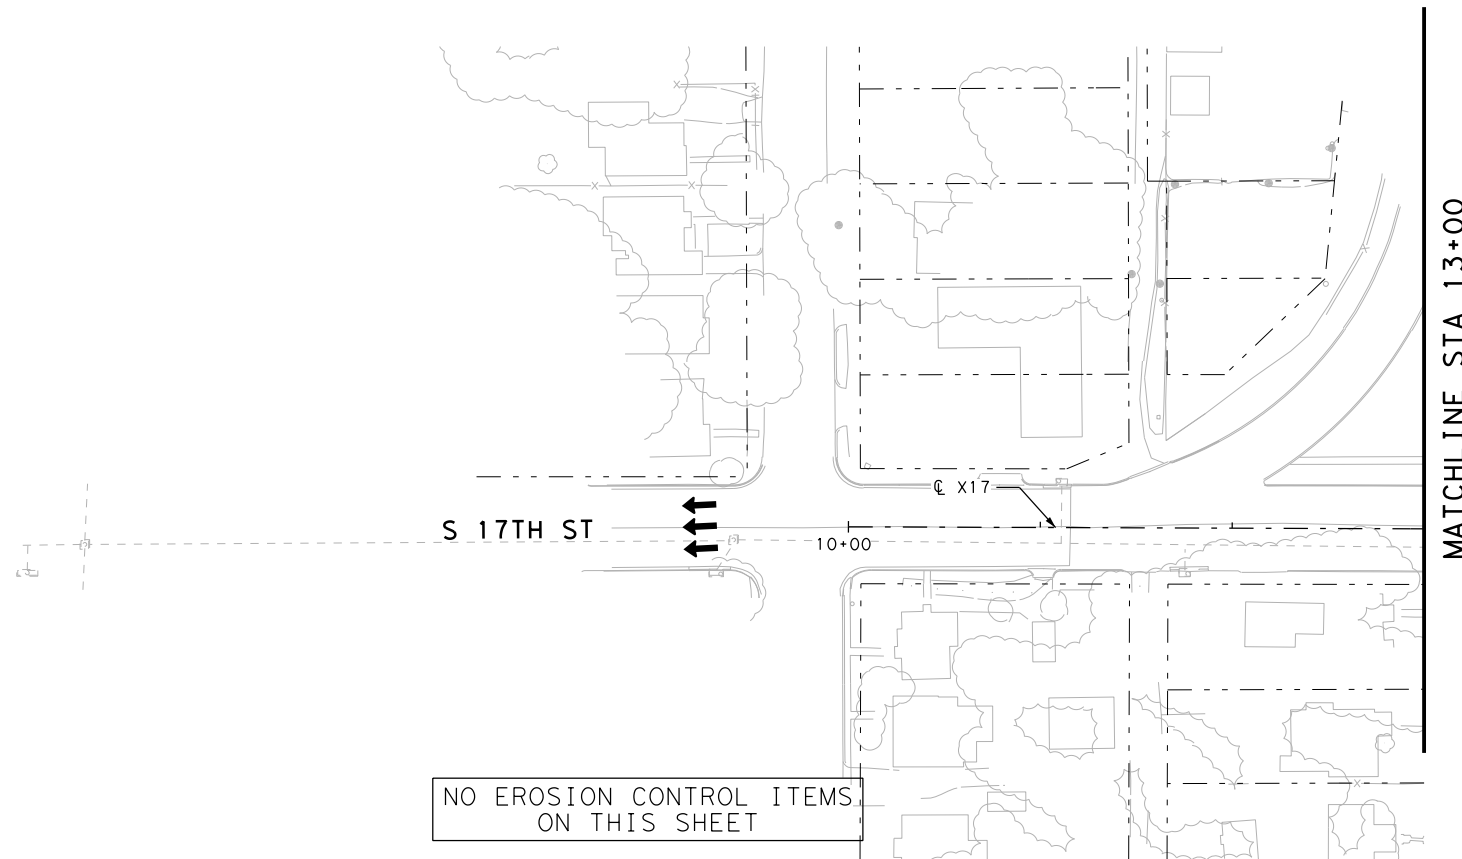 MATCHLINE STA 13+00
℄ X17
S 17TH ST
10+00
NO EROSION CONTROL ITEMS
ON THIS SHEET